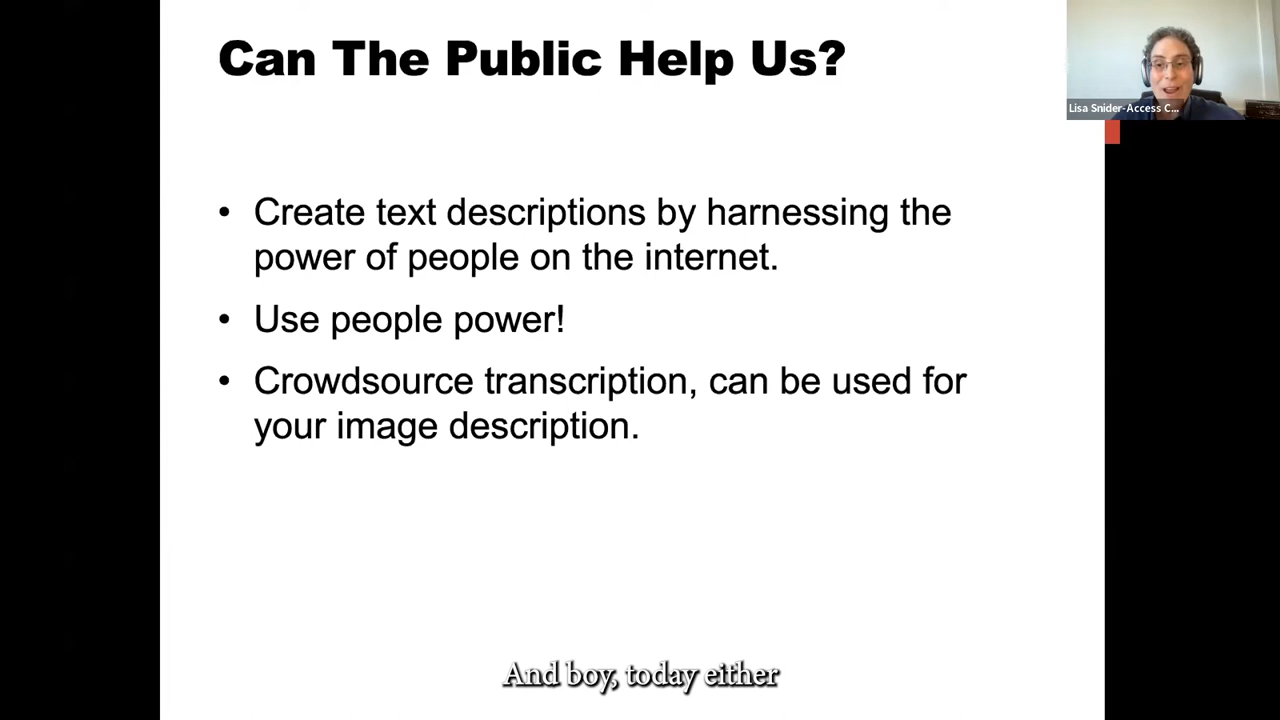 Can The Public Help Us?
Lisa Snider-Access C...
• Create text descriptions by harnessing the
power of people on the internet.
• Use people power!
• Crowdsource transcription, can be used for
your image description.
And boy, today either